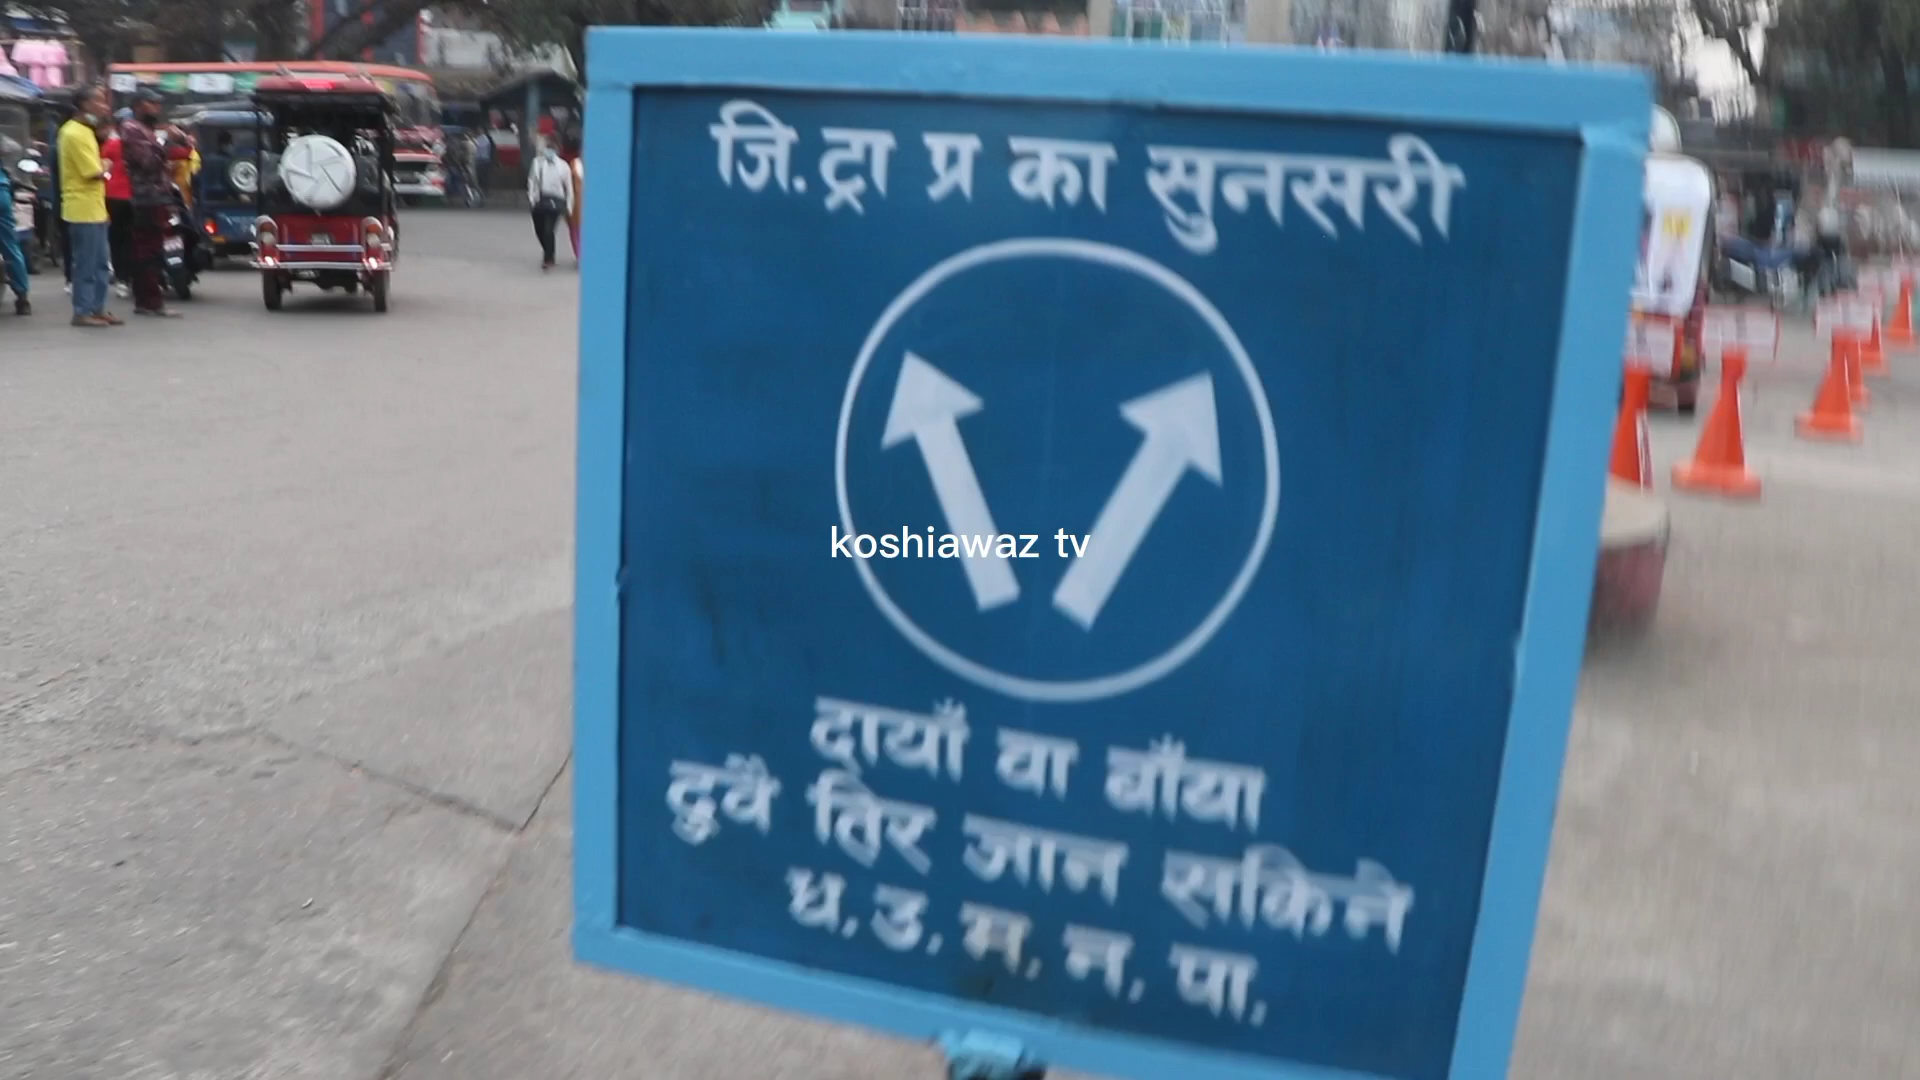 जि. ट्रा प्र का सुनसरी
koshiawaz tv
दायाँ वा बाँया
दुवै तिर जान सकिने
ध. उ. म. न. पा.